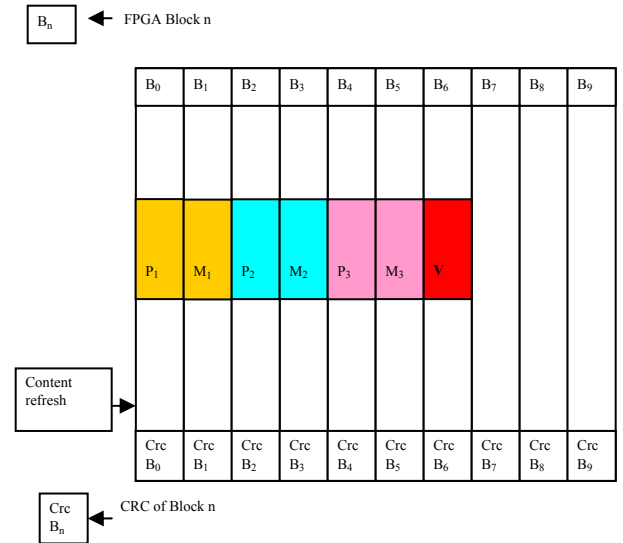 Bn
FPGA Block n
B0 B1 B2 B3 B4 B5 B6 B7 B8 B9
P1 M1 P2 M2 P3 M3 V
Content
refresh
Crc Crc Crc Crc Crc Crc Crc Crc Crc Crc
B0 B1 B2 B3 B4 B5 B6 B7 B8 B9
Crc
Bn
CRC of Block n